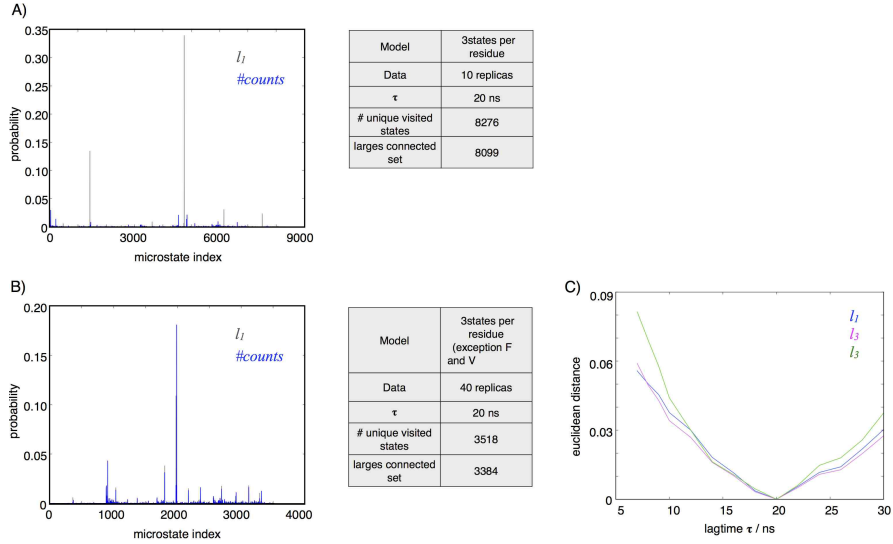 A)
0.35
0.30
0.25
0.20
0.15
0.10
0.05
0.00
probability
0
3000
6000
9000
microstate index
l1
#counts
Model
3states per
residue
Data
10 replicas
τ
20 ns
# unique visited
states
8276
larges connected
set
8099
B)
0.20
0.15
0.10
0.05
0.00
probability
0
1000
2000
3000
4000
microstate index
l1
#counts
Model
3states per
residue
(exception F
and V
Data
40 replicas
τ
20 ns
# unique visited
states
3518
larges connected
set
3384
C)
0.09
0.06
0.03
0
euclidean distance
5
10
15
20
25
30
lagtime τ / ns
l1
l3
l3